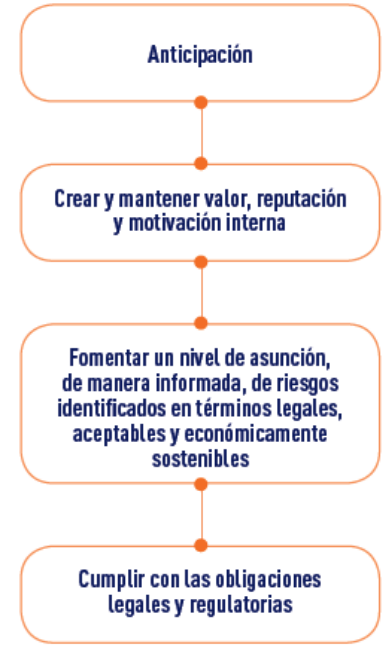 Anticipación
Crear y mantener valor, reputación
y motivación interna
Fomentar un nivel de asunción,
de manera informada, de riesgos
identificados en términos legales,
aceptables y económicamente
sostenibles
Cumplir con las obligaciones
legales y regulatorias